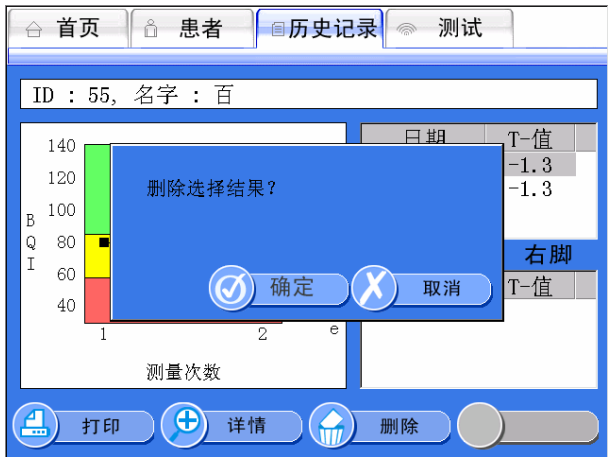 首页 患者 历史记录 测试
ID : 55, 名字 : 百
日期 T-值
-1.3
-1.3
右脚
T-值
140
120
100
80
60
40
BQI
1 2 e
测量次数
删除选择结果?
确定 取消
打印 详情 删除